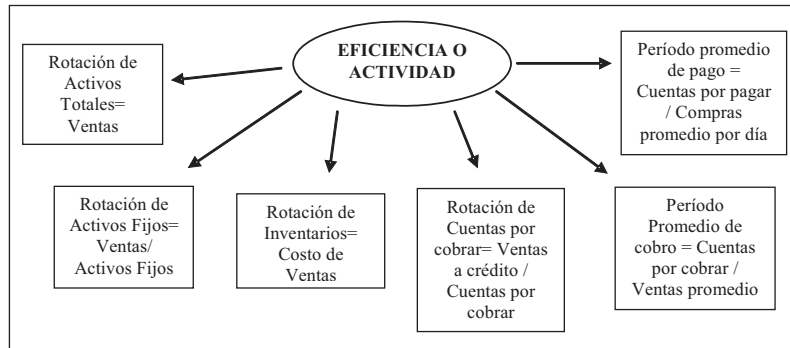 EFICIENCIA O
ACTIVIDAD
Rotación de
Activos
Totales=
Ventas
Período promedio
de pago =
Cuentas por pagar
/ Compras
promedio por día
Rotación de
Activos Fijos=
Ventas/
Activos Fijos
Rotación de
Inventarios=
Costo de
Ventas
Rotación de
Cuentas por
cobrar= Ventas
a crédito /
Cuentas por
cobrar
Período
Promedio de
cobro = Cuentas
por cobrar /
Ventas promedio